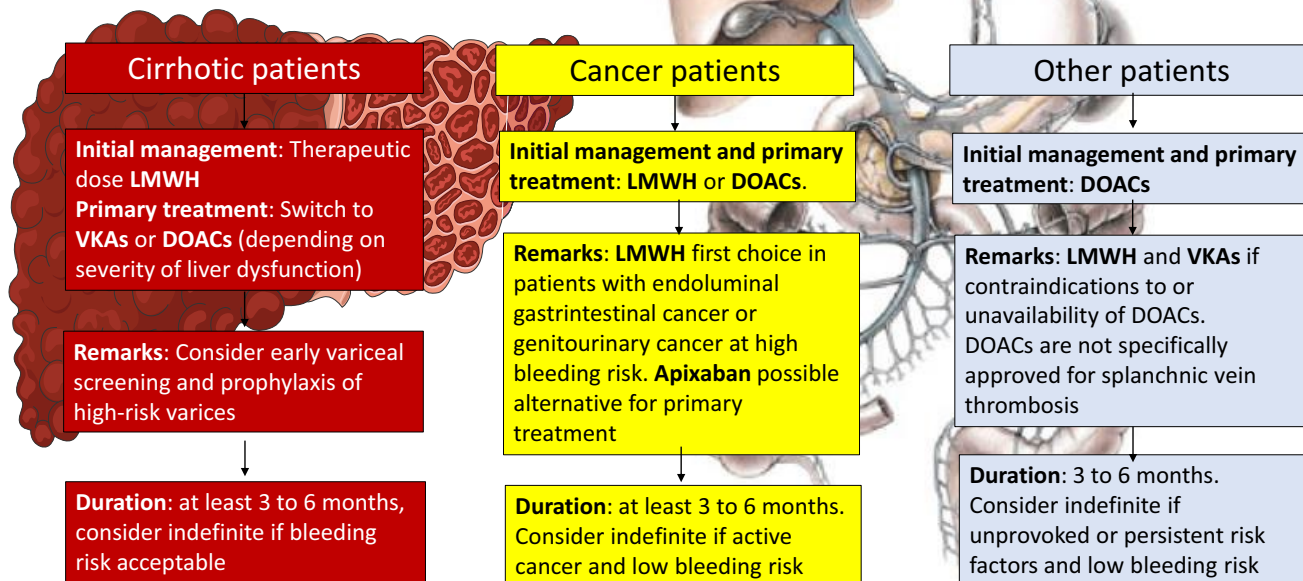 Cirrhotic patients
Initial management: Therapeutic
dose LMWH
Primary treatment: Switch to
VKAs or DOACs (depending on
severity of liver dysfunction)
Remarks: Consider early variceal
screening and prophylaxis of
high-risk varices
Duration: at least 3 to 6 months,
consider indefinite if bleeding
risk acceptable
Cancer patients
Initial management and primary
treatment: LMWH or DOACs.
Remarks: LMWH first choice in
patients with endoluminal
gastrintestinal cancer or
genitourinary cancer at high
bleeding risk. Apixaban possible
alternative for primary
treatment
Duration: at least 3 to 6 months.
Consider indefinite if active
cancer and low bleeding risk
Other patients
Initial management and primary
treatment: DOACs
Remarks: LMWH and VKAs if
contraindications to or
unavailability of DOACs.
DOACs are not specifically
approved for splanchnic vein
thrombosis
Duration: 3 to 6 months.
Consider indefinite if
unprovoked or persistent risk
factors and low bleeding risk